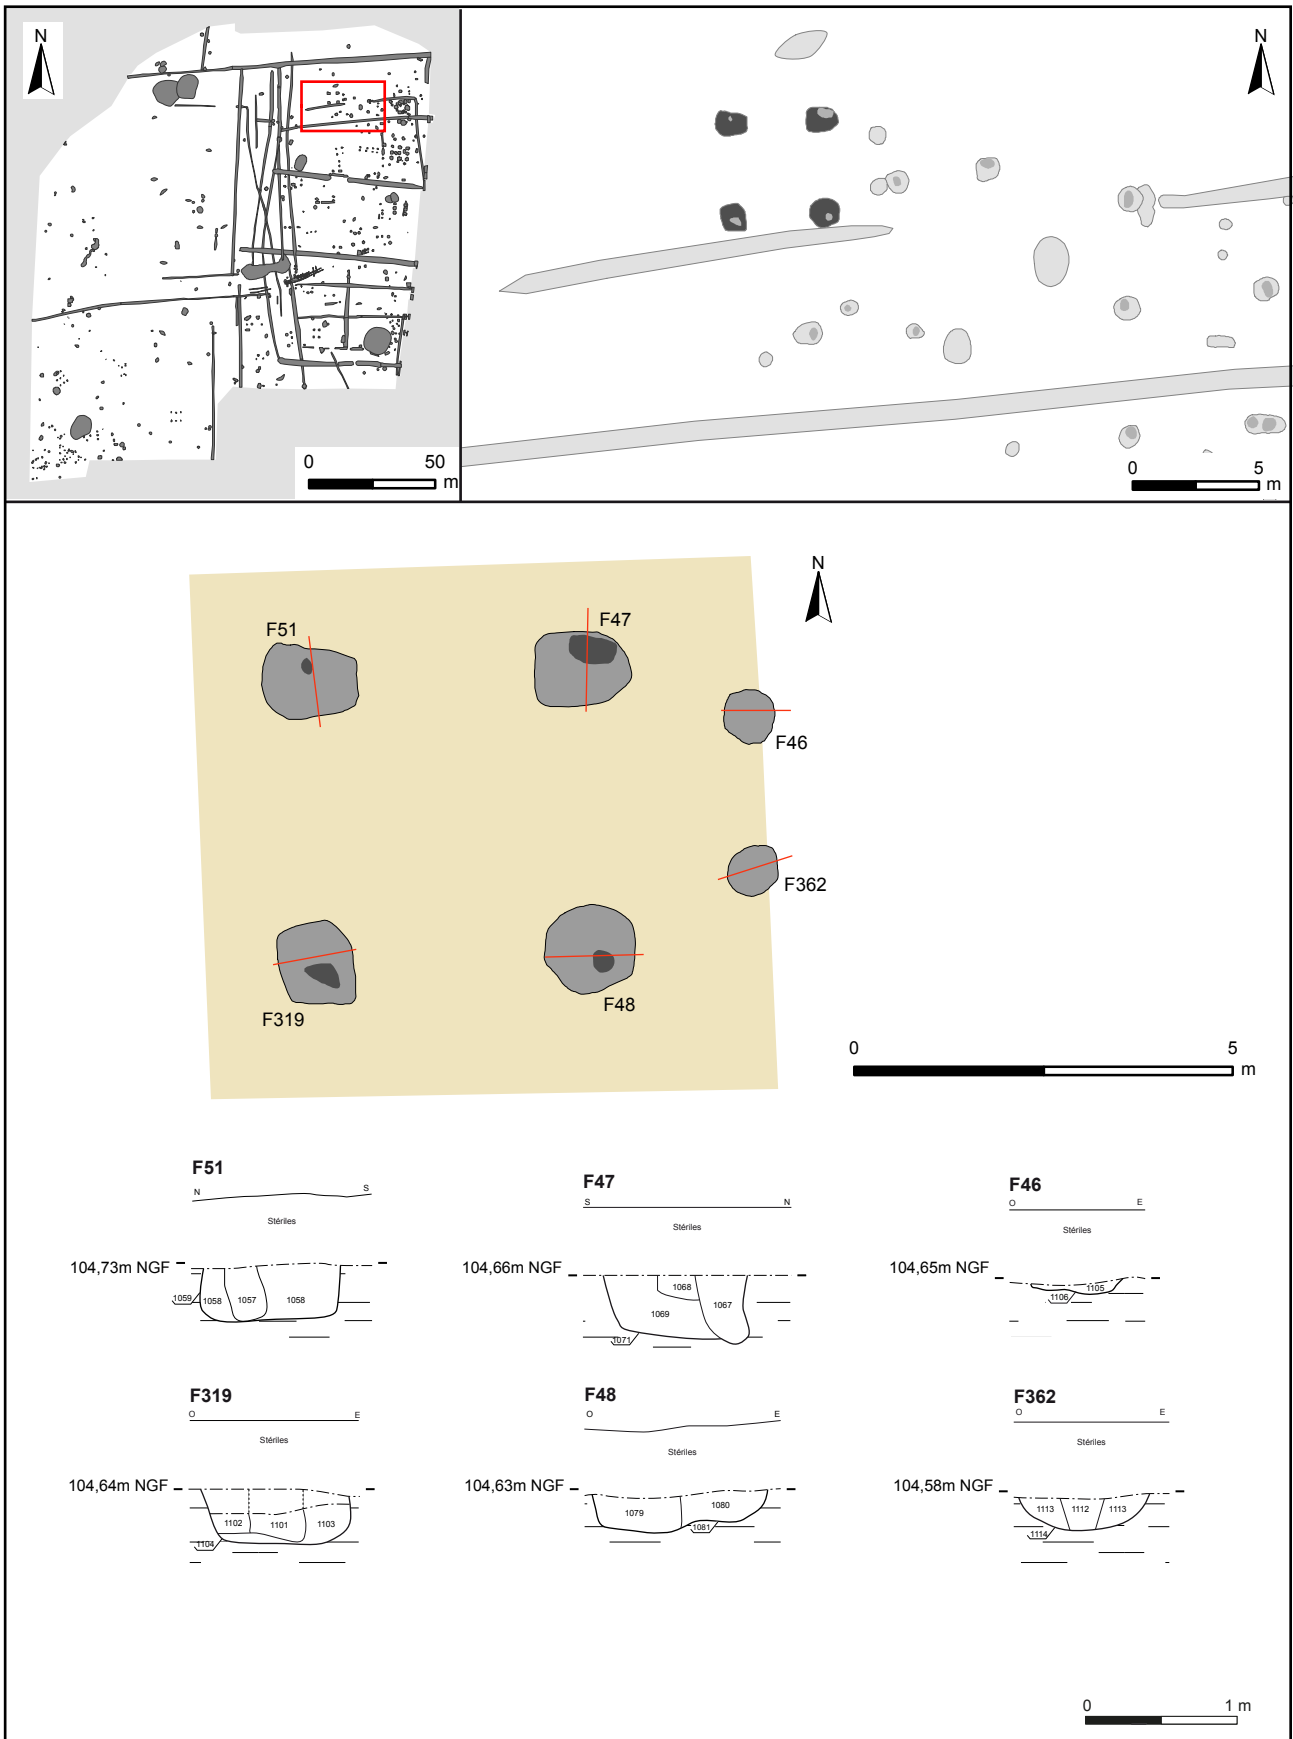 N
0 50
m
N
0 5
m
N
F51
F47
F46
F362
F319
F48
0 5
m
F51
N S
Stériles
104,73m NGF
1059
1058
1057
1058
F47
S N
Stériles
104,66m NGF
1068
1069
1067
1071
F46
O E
Stériles
104,65m NGF
1105
1106
F319
O E
Stériles
104,64m NGF
1102
1101
1103
1104
F48
O E
Stériles
104,63m NGF
1079
1080
1081
F362
O E
Stériles
104,58m NGF
1113
1112
1113
1114
0 1 m